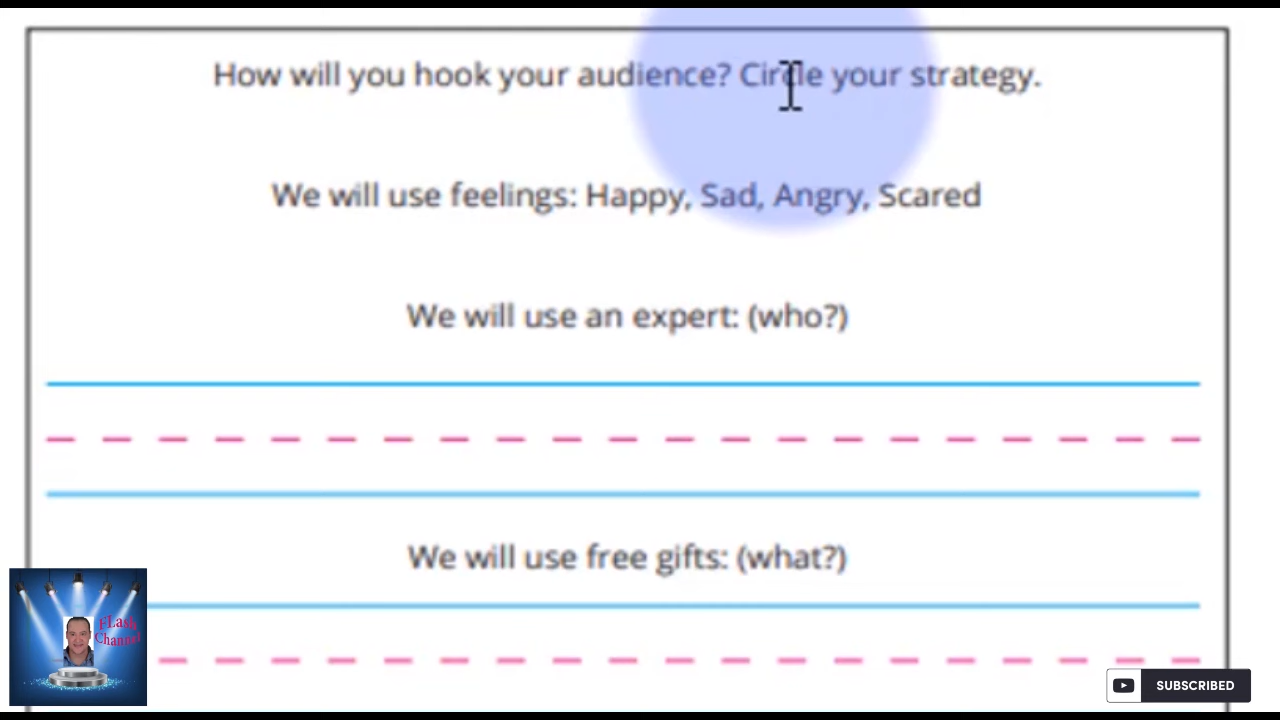 How will you hook your audience? Circle your strategy.
We will use feelings: Happy, Sad, Angry, Scared
We will use an expert: (who?)
We will use free gifts: (what?)
FLash
Channel
SUBSCRIBED